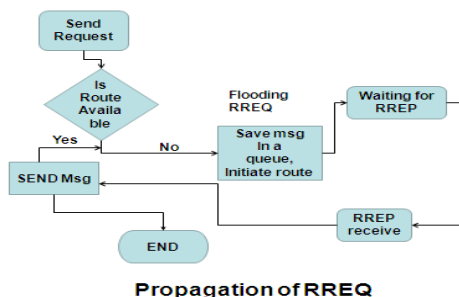 Send
Request
Is
Route
Availa
ble
Flooding
RREQ
Waiting for
RREP
Yes
No
Save msg
In a
queue,
Initiate route
SEND Msg
RREP
receive
END
Propagation of RREQ